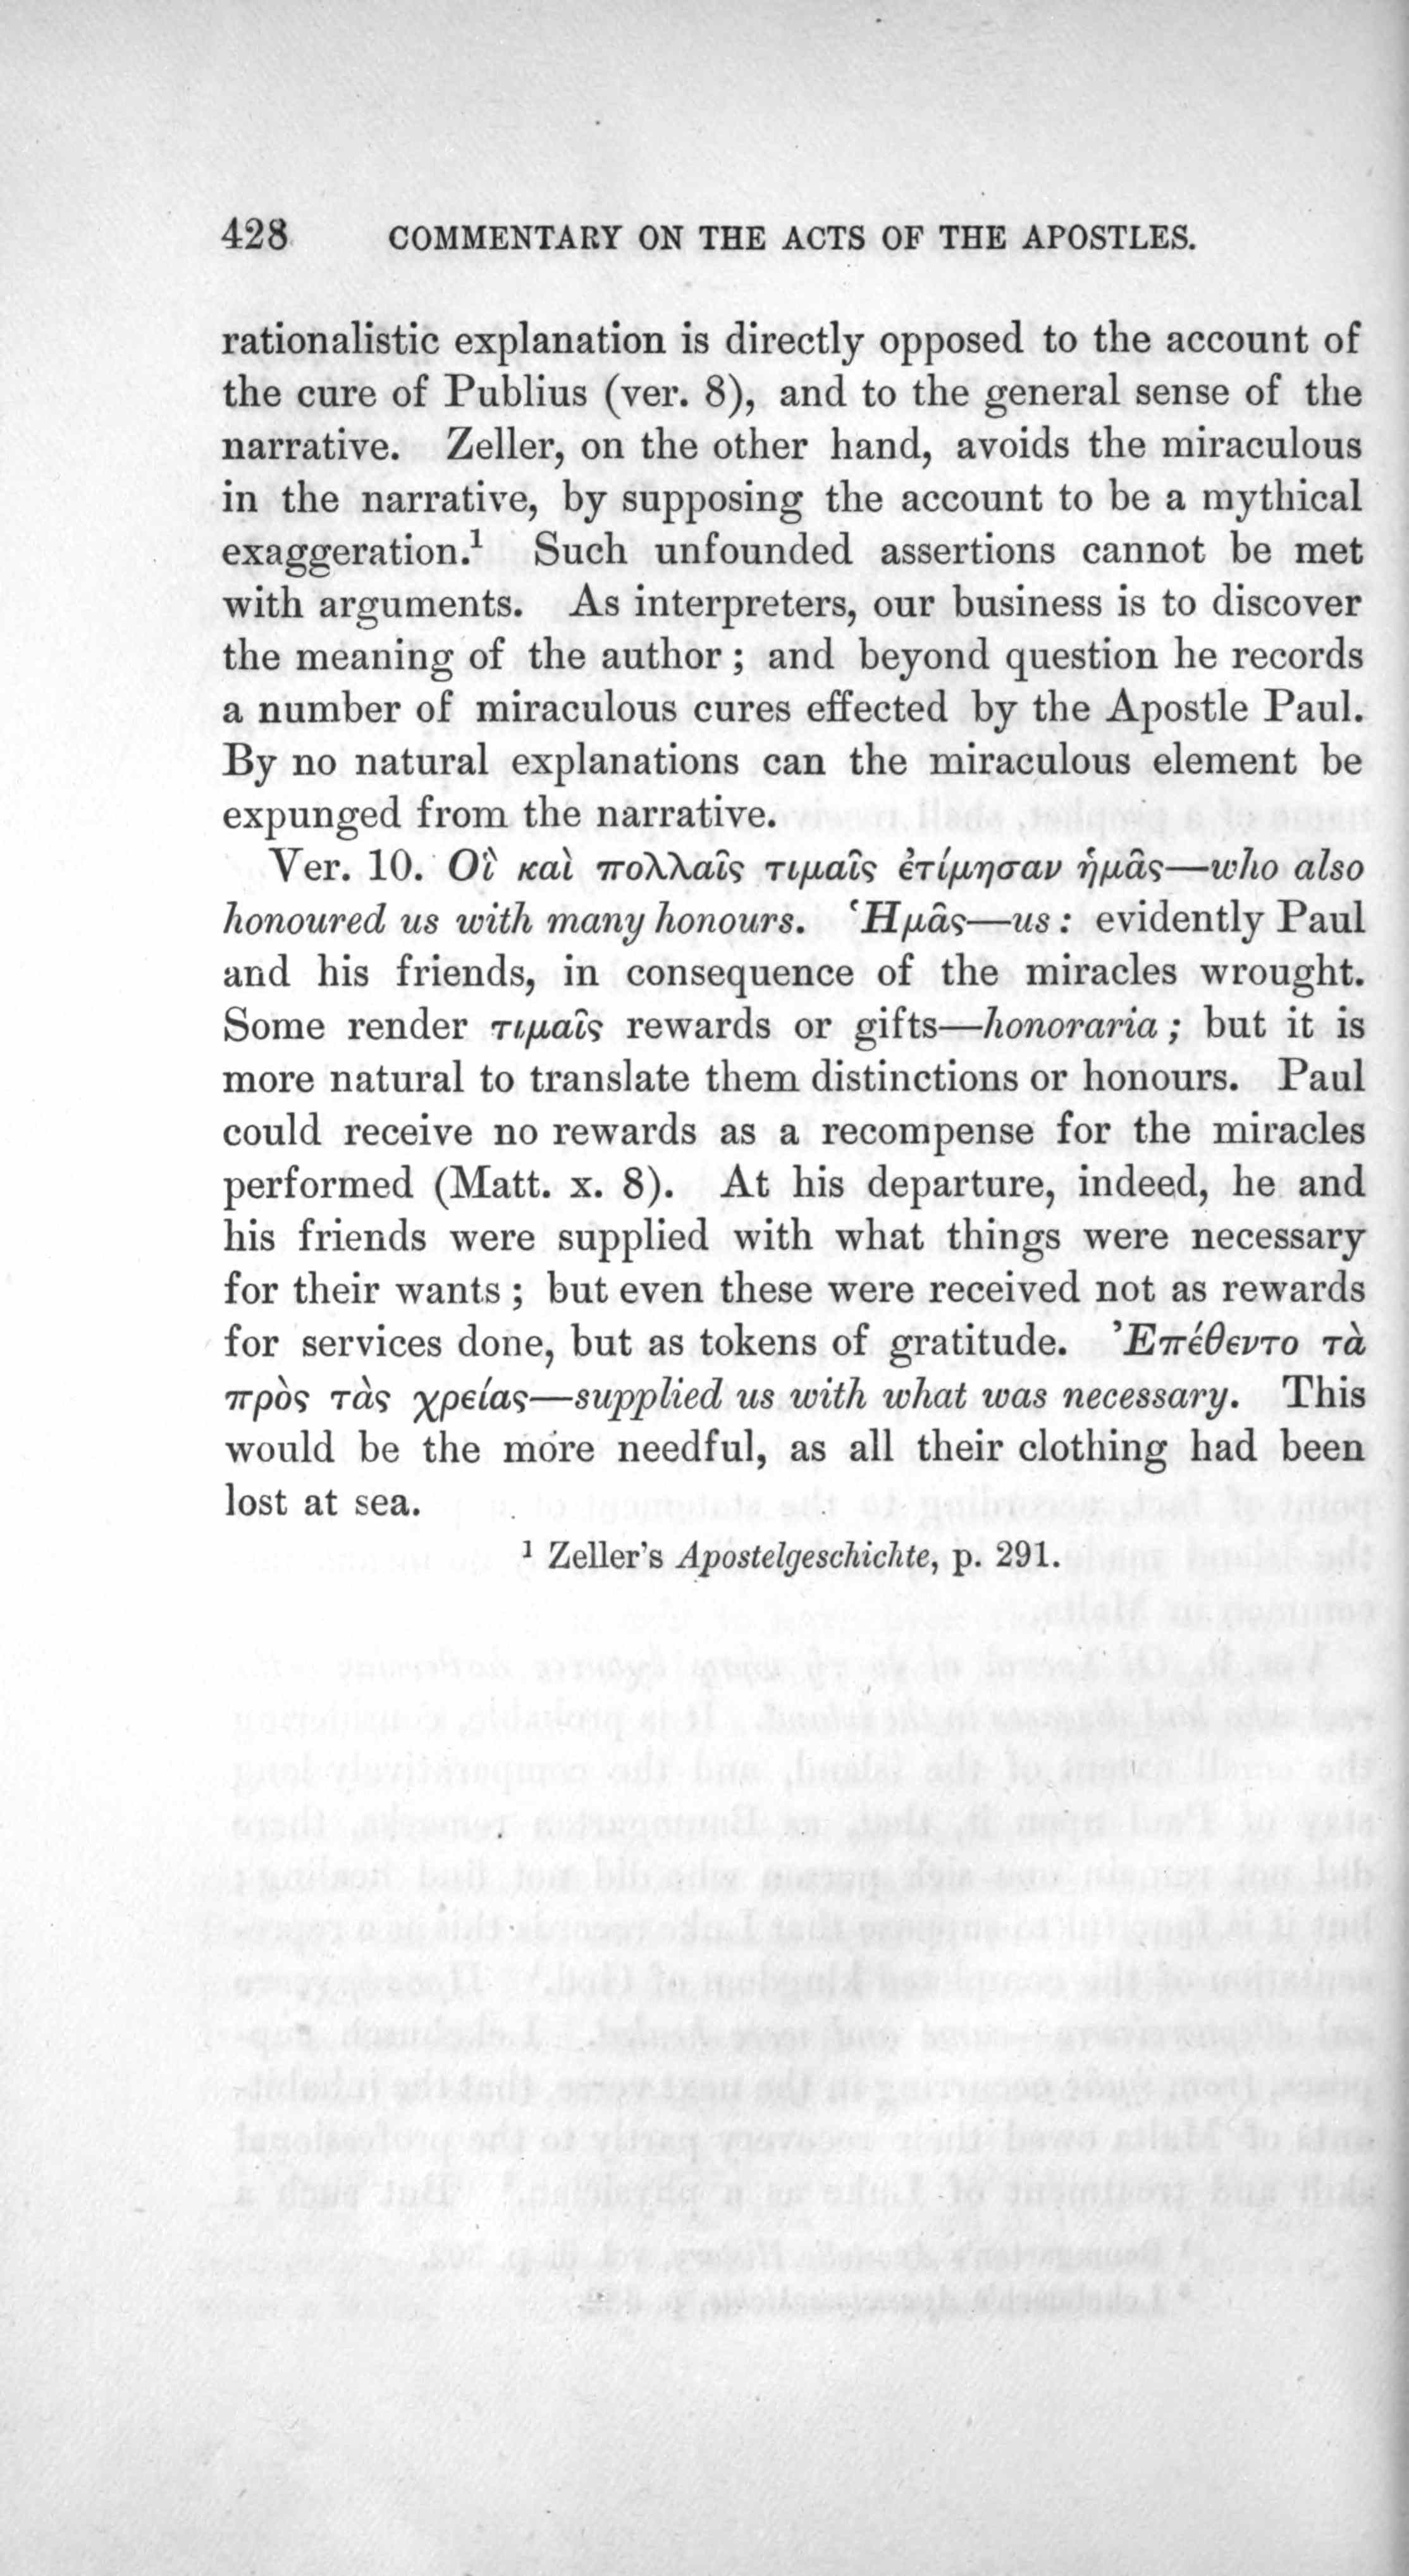 428 COMMENTARY ON THE ACTS OF THE APOSTLES.
rationalistic explanation is directly opposed to the account of
the cure of Publius (ver. 8), and to the general sense of the
narrative. Zeller, on the other hand, avoids the miraculous
in the narrative, by supposing the account to be a mythical
exaggeration.¹ Such unfounded assertions cannot be met
with arguments. As interpreters, our business is to discover
the meaning of the author; and beyond question he records
a number of miraculous cures effected by the Apostle Paul.
By no natural explanations can the miraculous element be
expunged from the narrative.
Ver. 10. Οἳ καὶ πολλαῖς τιμαῖς ἐτίμησαν ἡμᾶς—who also
honoured us with many honours. Ἡμᾶς—us: evidently Paul
and his friends, in consequence of the miracles wrought.
Some render τιμαῖς rewards or gifts—honoraria; but it is
more natural to translate them distinctions or honours. Paul
could receive no rewards as a recompense for the miracles
performed (Matt. x. 8). At his departure, indeed, he and
his friends were supplied with what things were necessary
for their wants; but even these were received not as rewards
for services done, but as tokens of gratitude. Ἐπέθεντο τὰ
πρὸς τὰς χρείας—supplied us with what was necessary. This
would be the more needful, as all their clothing had been
lost at sea.
¹ Zeller's Apostelgeschichte, p. 291.